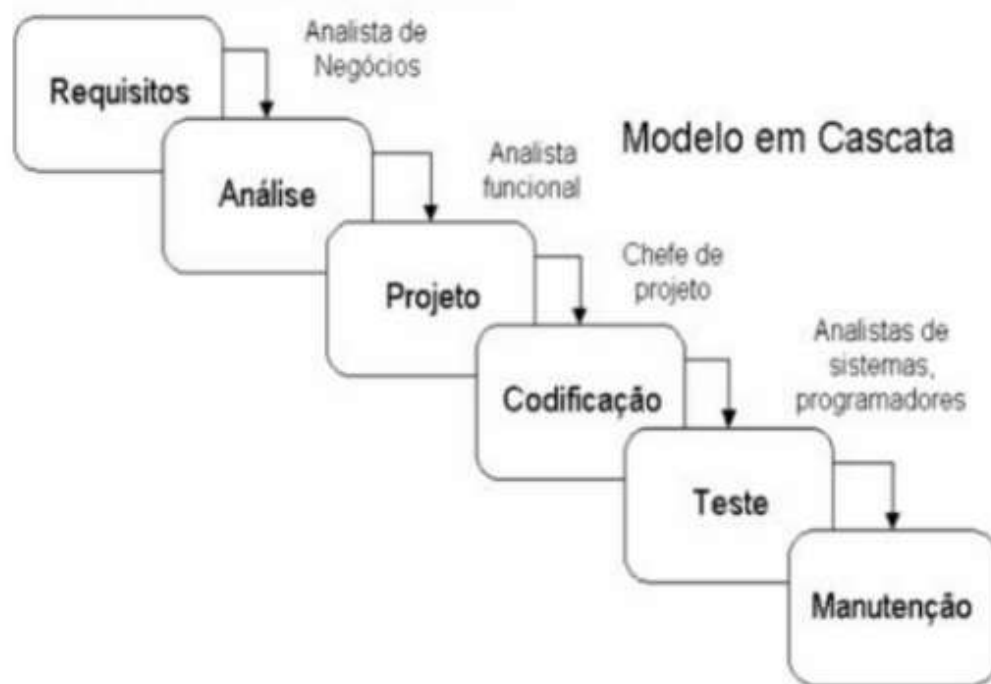 Analista de
Negócios
Requisitos
Modelo em Cascata
Analista
funcional
Análise
Chefe de
projeto
Projeto
Analistas de
sistemas,
programadores
Codificação
Teste
Manutenção